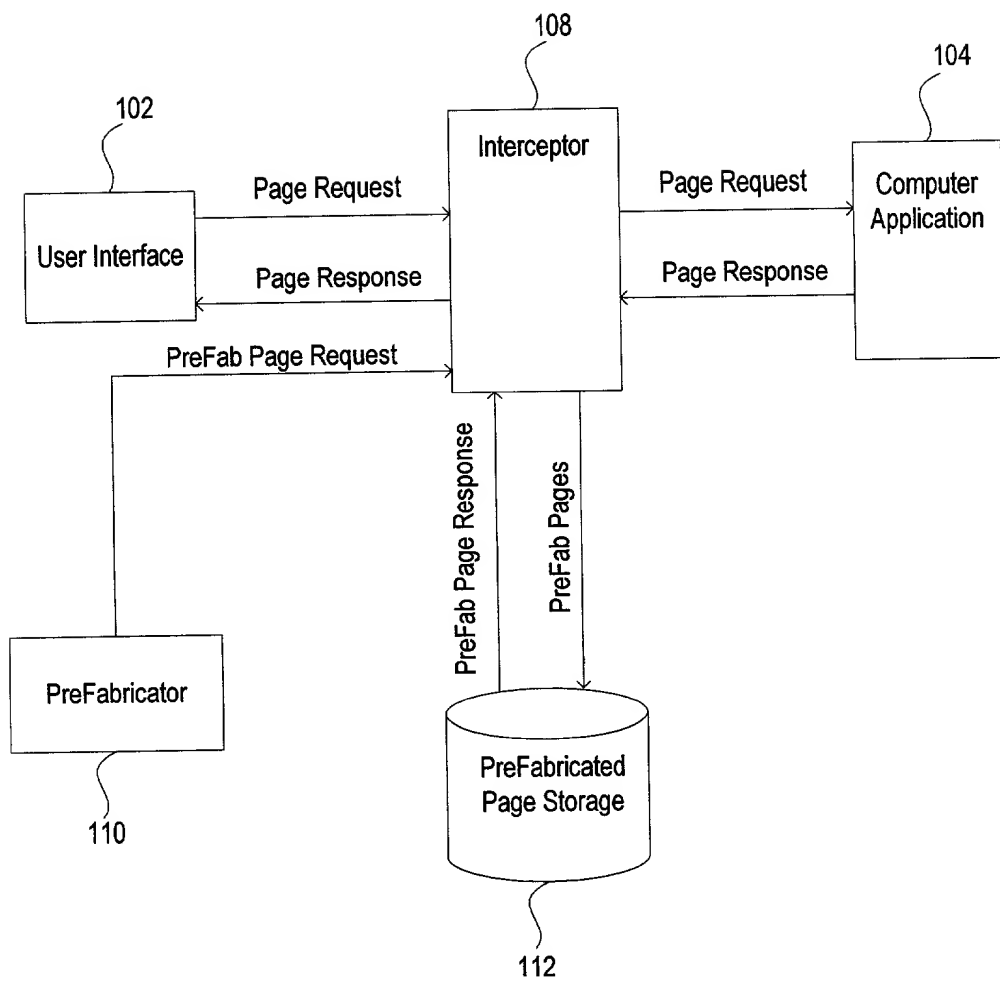 108
104
102
Interceptor
Page Request
Page Request
Computer
Application
User Interface
Page Response
Page Response
PreFab Page Request
PreFab Page Response
PreFab Pages
PreFabricator
PreFabricated
Page Storage
110
112